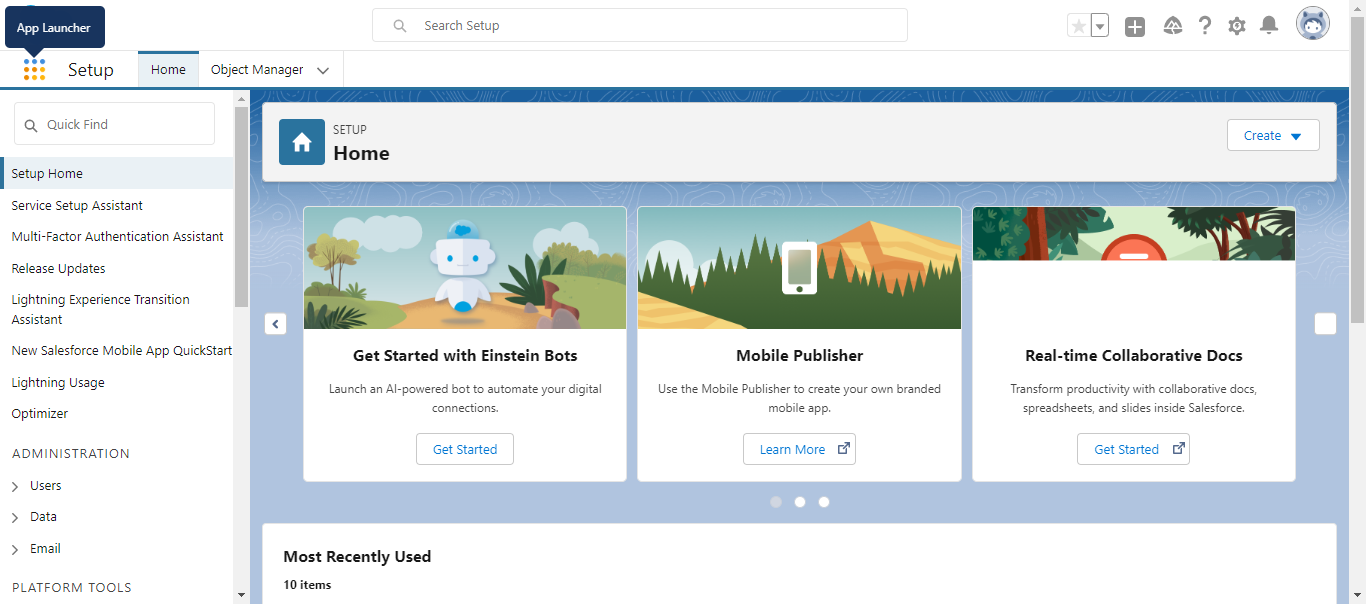 App Launcher
Search Setup
Setup
Home
Object Manager
Quick Find
Setup Home
Service Setup Assistant
Multi-Factor Authentication Assistant
Release Updates
Lightning Experience Transition
Assistant
New Salesforce Mobile App QuickStart
Lightning Usage
Optimizer
ADMINISTRATION
Users
Data
Email
PLATFORM TOOLS
SETUP
Home
Create
Get Started with Einstein Bots
Launch an AI-powered bot to automate your digital
connections.
Get Started
Mobile Publisher
Use the Mobile Publisher to create your own branded
mobile app.
Learn More
Real-time Collaborative Docs
Transform productivity with collaborative docs,
spreadsheets, and slides inside Salesforce.
Get Started
Most Recently Used
10 items